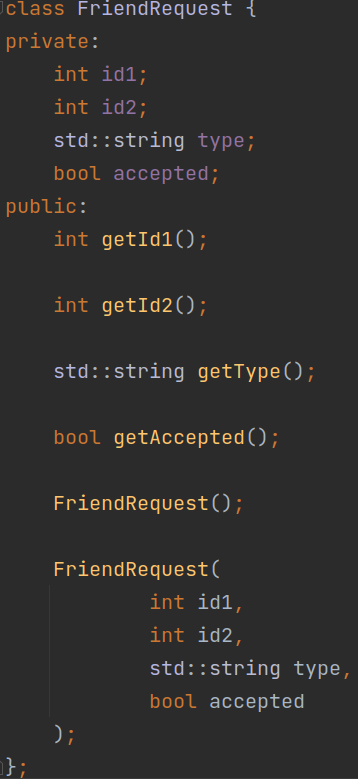 class FriendRequest {
private:
    int id1;
    int id2;
    std::string type;
    bool accepted;
public:
    int getId1();
    int getId2();
    std::string getType();
    bool getAccepted();
    FriendRequest();
    FriendRequest(
            int id1,
            int id2,
            std::string type,
            bool accepted
    );
};